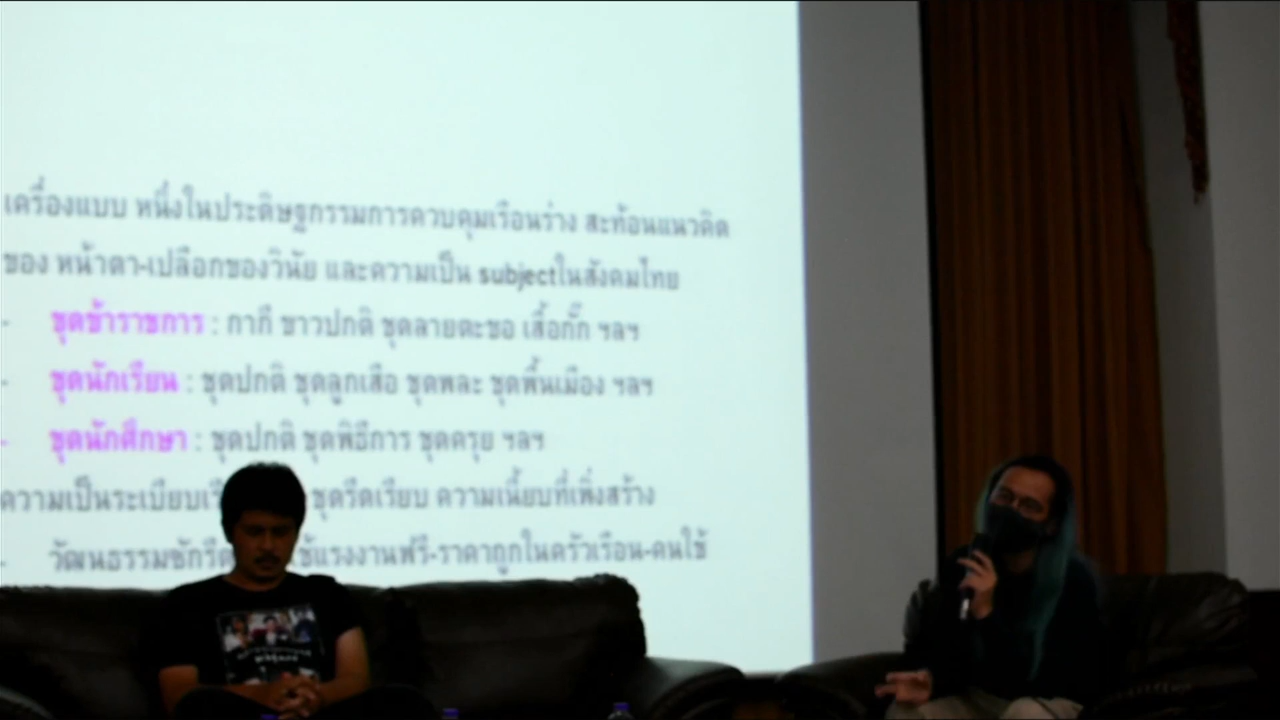 เครื่องแบบ หนึ่งในประดิษฐกรรมการควบคุมเรือนร่าง สะท้อนแนวคิด
ของ หน้าตา-เปลือกของวินัย และความเป็น subjectในสังคมไทย
- ชุดข้าราชการ : กากี ขาวปกติ ชุดลายตะขอ เสื้อกั๊ก ฯลฯ
- ชุดนักเรียน : ชุดปกติ ชุดลูกเสือ ชุดพละ ชุดพื้นเมือง ฯลฯ
- ชุดนักศึกษา : ชุดปกติ ชุดพิธีการ ชุดครุย ฯลฯ
ความเป็นระเบียบ ชุดรีดเรียบ ความเนี้ยบที่เพิ่งสร้าง
- วัฒนธรรมซักรีด ใช้แรงงานฟรี-ราคาถูกในครัวเรือน-คนใช้